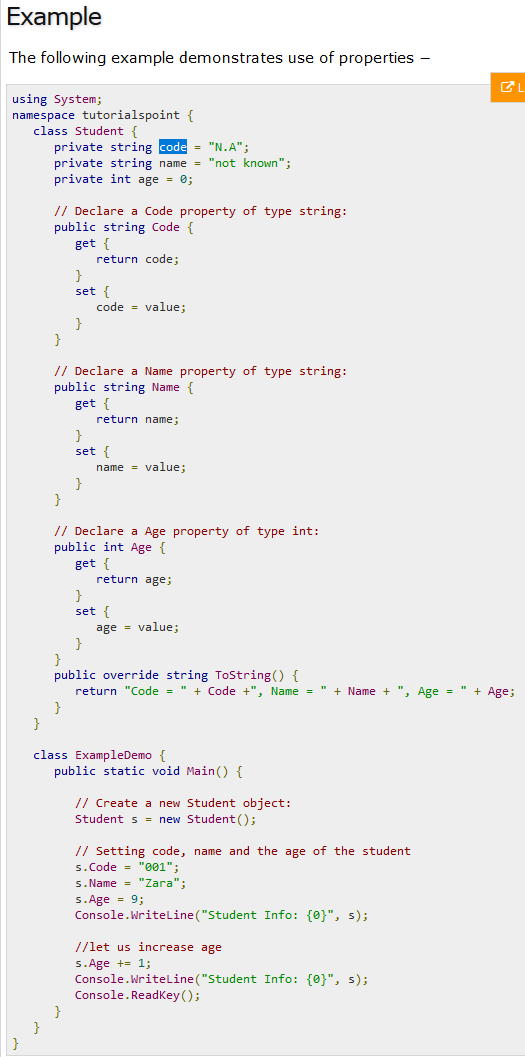 Example
The following example demonstrates use of properties −
L
using System;
namespace tutorialspoint {
   class Student {
      private string code = "N.A";
      private string name = "not known";
      private int age = 0;

      // Declare a Code property of type string:
      public string Code {
         get {
            return code;
         }
         set {
            code = value;
         }
      }

      // Declare a Name property of type string:
      public string Name {
         get {
            return name;
         }
         set {
            name = value;
         }
      }

      // Declare a Age property of type int:
      public int Age {
         get {
            return age;
         }
         set {
            age = value;
         }
      }
      public override string ToString() {
         return "Code = " + Code +", Name = " + Name + ", Age = " + Age;
      }
   }

   class ExampleDemo {
      public static void Main() {

         // Create a new Student object:
         Student s = new Student();

         // Setting code, name and the age of the student
         s.Code = "001";
         s.Name = "Zara";
         s.Age = 9;
         Console.WriteLine("Student Info: {0}", s);

         //let us increase age
         s.Age += 1;
         Console.WriteLine("Student Info: {0}", s);
         Console.ReadKey();
      }
   }
}